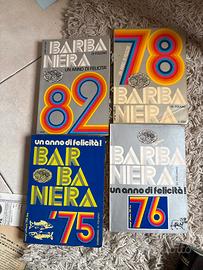 BARBA
NERA
UN ANNO DI FELICITÀ!
82
78
BARBA
NERA
un anno di felicità!
BAR
BA
NERA
'75
BARBA
NERA
un anno di felicità!
76